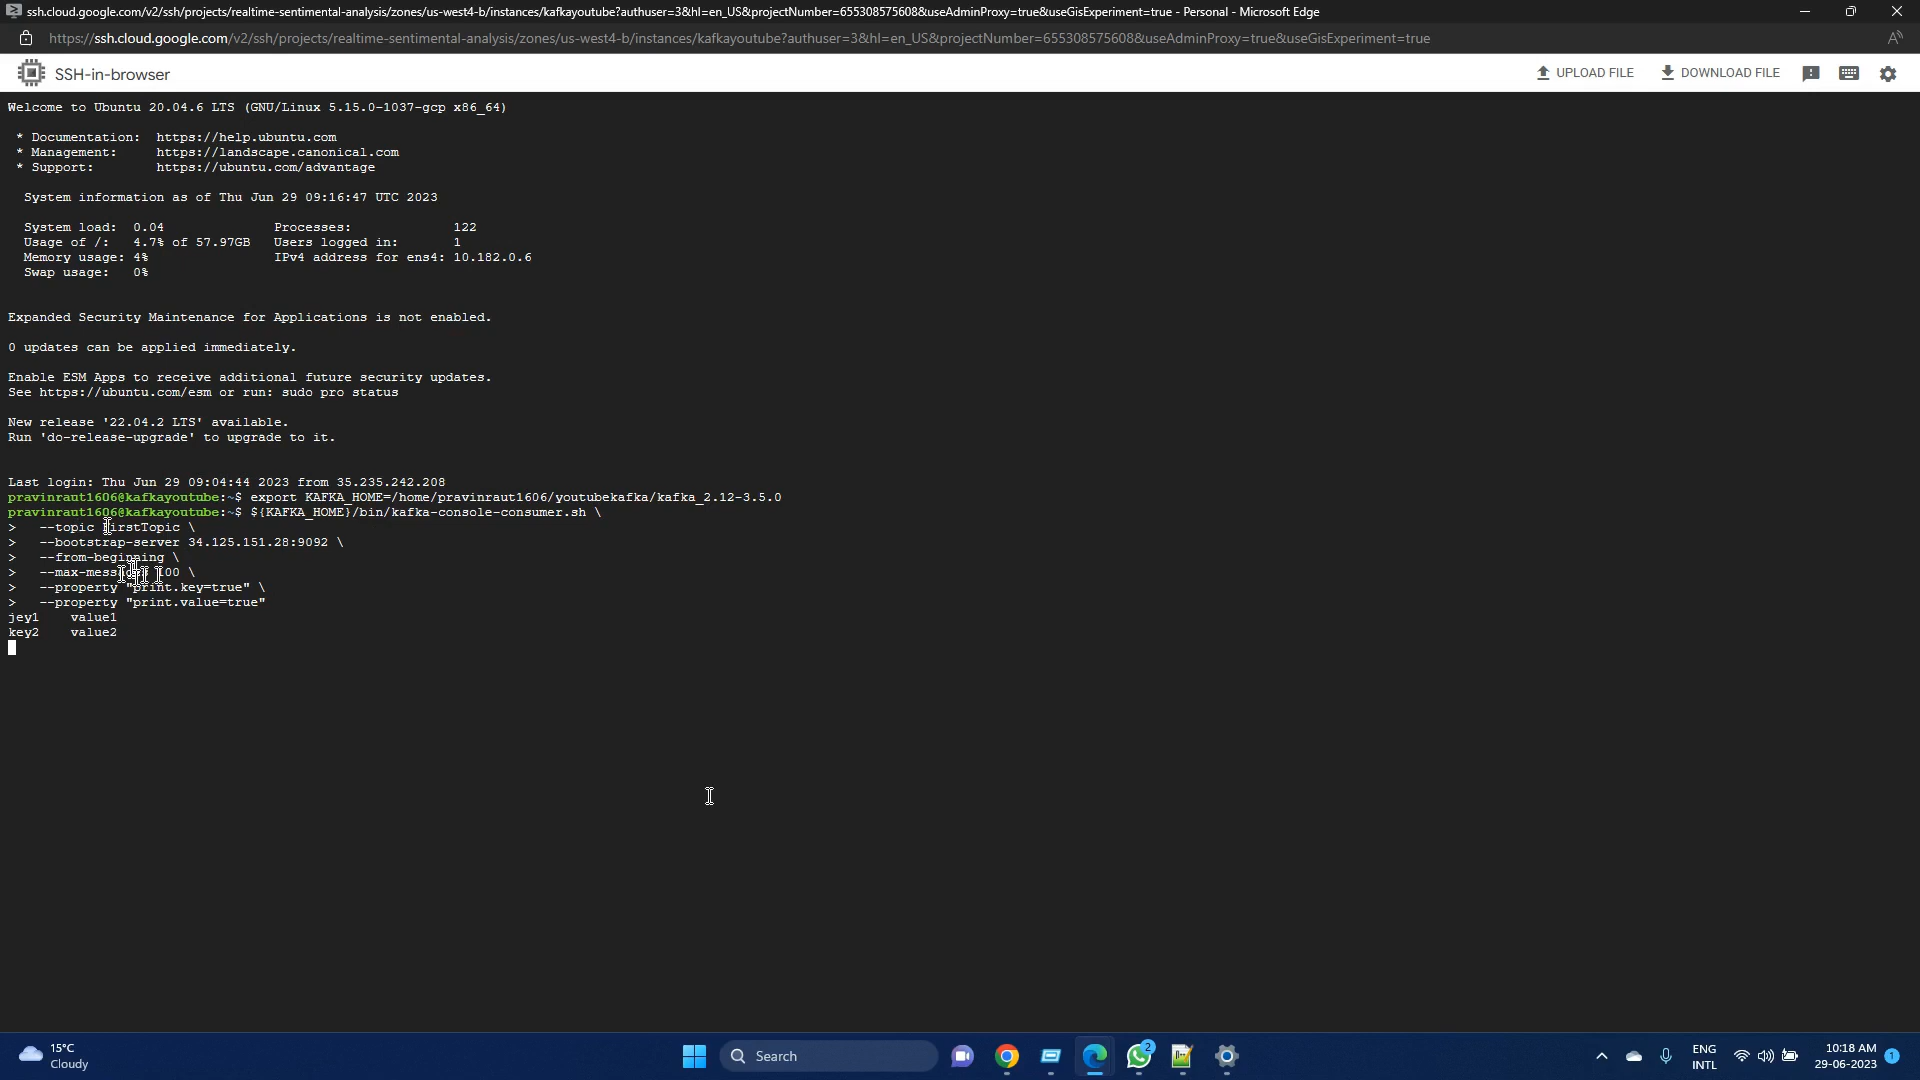 ssh.cloud.google.com/v2/ssh/projects/realtime-sentimental-analysis/zones/us-west4-b/instances/kafkayoutube?authuser=3&hl=en_US&projectNumber=655308575608&useAdminProxy=true&useGisExperiment=true - Personal - Microsoft Edge
https://ssh.cloud.google.com/v2/ssh/projects/realtime-sentimental-analysis/zones/us-west4-b/instances/kafkayoutube?authuser=3&hl=en_US&projectNumber=655308575608&useAdminProxy=true&useGisExperiment=true
SSH-in-browser
UPLOAD FILE
DOWNLOAD FILE
Welcome to Ubuntu 20.04.6 LTS (GNU/Linux 5.15.0-1037-gcp x86_64)
* Documentation: https://help.ubuntu.com
* Management: https://landscape.canonical.com
* Support: https://ubuntu.com/advantage
System information as of Thu Jun 29 09:16:47 UTC 2023
System load: 0.04 Processes: 122
Usage of /: 4.7% of 57.97GB Users logged in: 1
Memory usage: 4% IPv4 address for ens4: 10.182.0.6
Swap usage: 0%
Expanded Security Maintenance for Applications is not enabled.
0 updates can be applied immediately.
Enable ESM Apps to receive additional future security updates.
See https://ubuntu.com/esm or run: sudo pro status
New release '22.04.2 LTS' available.
Run 'do-release-upgrade' to upgrade to it.
Last login: Thu Jun 29 09:04:44 2023 from 35.235.242.208
pravinraut1606@kafkayoutube:~$ export KAFKA_HOME=/home/pravinraut1606/youtubekafka/kafka_2.12-3.5.0
pravinraut1606@kafkayoutube:~$ ${KAFKA_HOME}/bin/kafka-console-consumer.sh \
> --topic FirstTopic \
> --bootstrap-server 34.125.151.28:9092 \
> --from-beginning \
> --max-messages 100 \
> --property "print.key=true" \
> --property "print.value=true"
jey1 value1
key2 value2
15°C
Cloudy
Search
2
ENG
INTL
10:18 AM
29-06-2023
1